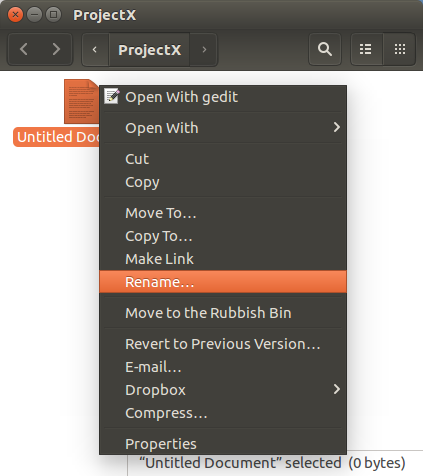 ProjectX
ProjectX
Untitled Doc
Open With gedit
Open With
Cut
Copy
Move To…
Copy To…
Make Link
Rename…
Move to the Rubbish Bin
Revert to Previous Version…
E-mail…
Dropbox
Compress…
Properties
“Untitled Document” selected (0 bytes)